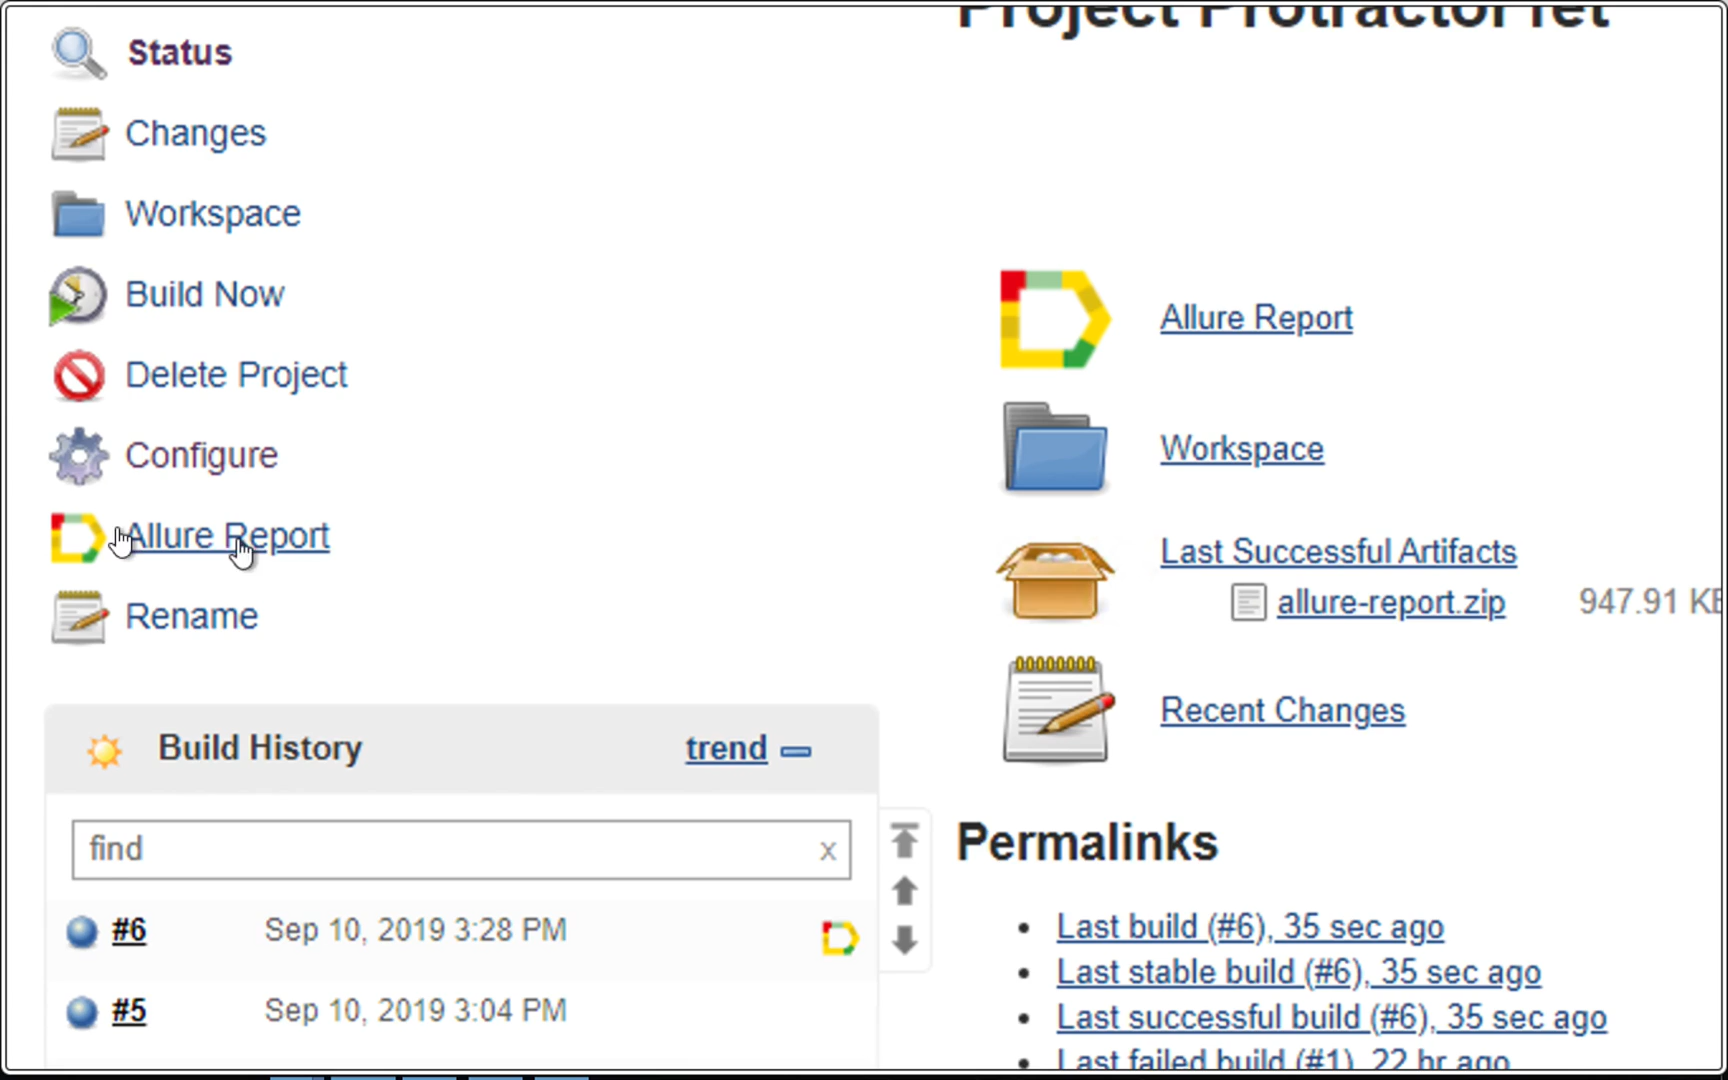 Status
Changes
Workspace
Build Now
Delete Project
Configure
Allure Report
Rename
Build History trend
find x
#6 Sep 10, 2019 3:28 PM
#5 Sep 10, 2019 3:04 PM
Project
Allure Report
Workspace
Last Successful Artifacts
allure-report.zip 947.91
Recent Changes
Permalinks
Last build (#6), 35 sec ago
Last stable build (#6), 35 sec ago
Last successful build (#6), 35 sec ago
Last failed build (#1), 22 hr ago